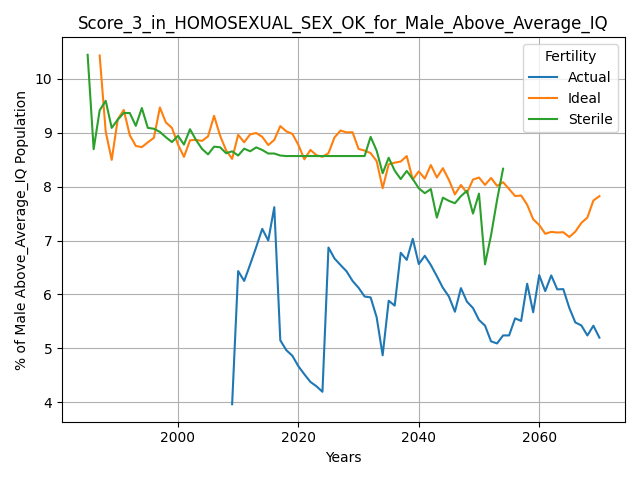 Score_3_in_HOMOSEXUAL_SEX_OK_for_Male_Above_Average_IQ
% of Male Above_Average_IQ Population
10
9
8
7
6
5
4
Fertility
Actual
Ideal
Sterile
2000 2020 2040 2060
Years